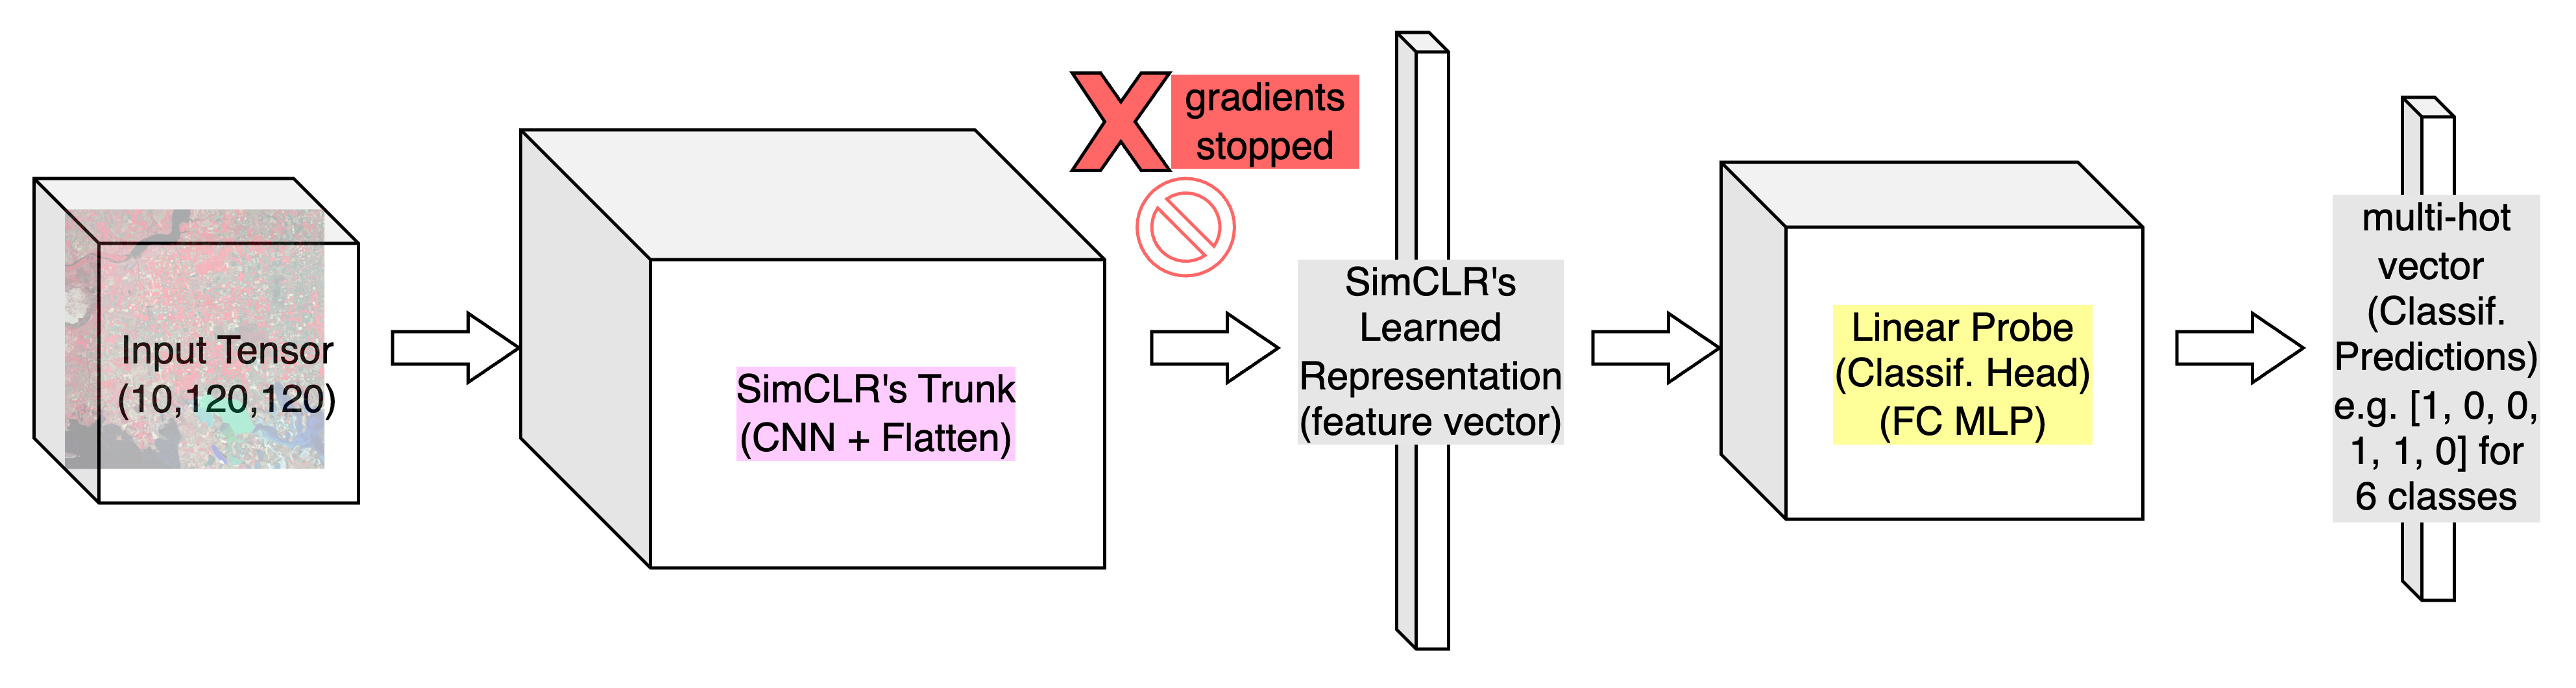 Input Tensor
(10,120,120)
SimCLR's Trunk
(CNN + Flatten)
gradients
stopped
SimCLR's
Learned
Representation
(feature vector)
Linear Probe
(Classif. Head)
(FC MLP)
multi-hot
vector
(Classif.
Predictions)
e.g. [1, 0, 0,
1, 1, 0] for
6 classes